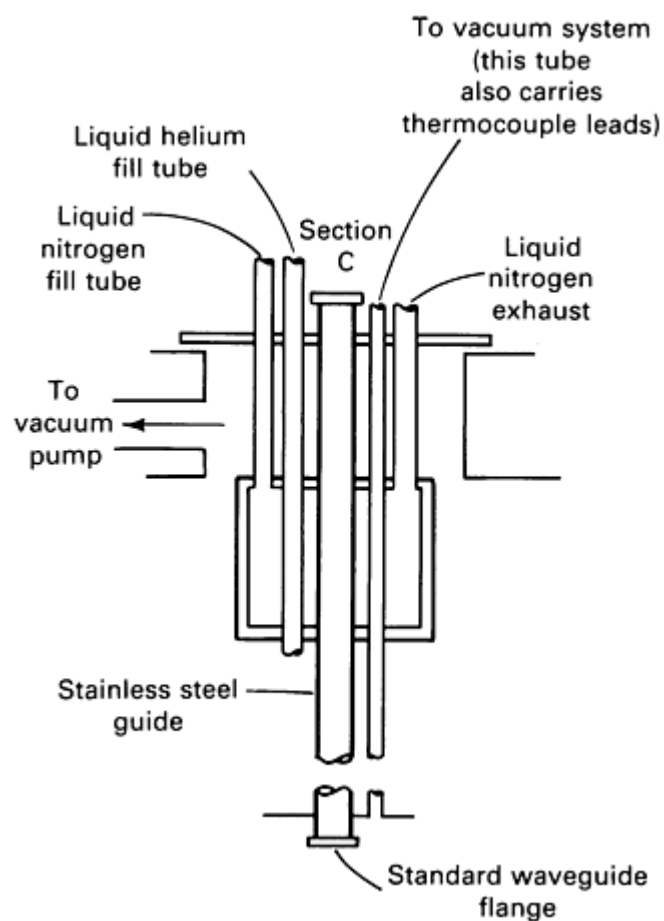 To vacuum system
(this tube
also carries
thermocouple leads)
Liquid helium
fill tube
Liquid
nitrogen
fill tube
Section
C
Liquid
nitrogen
exhaust
To
vacuum
pump
Stainless steel
guide
Standard waveguide
flange